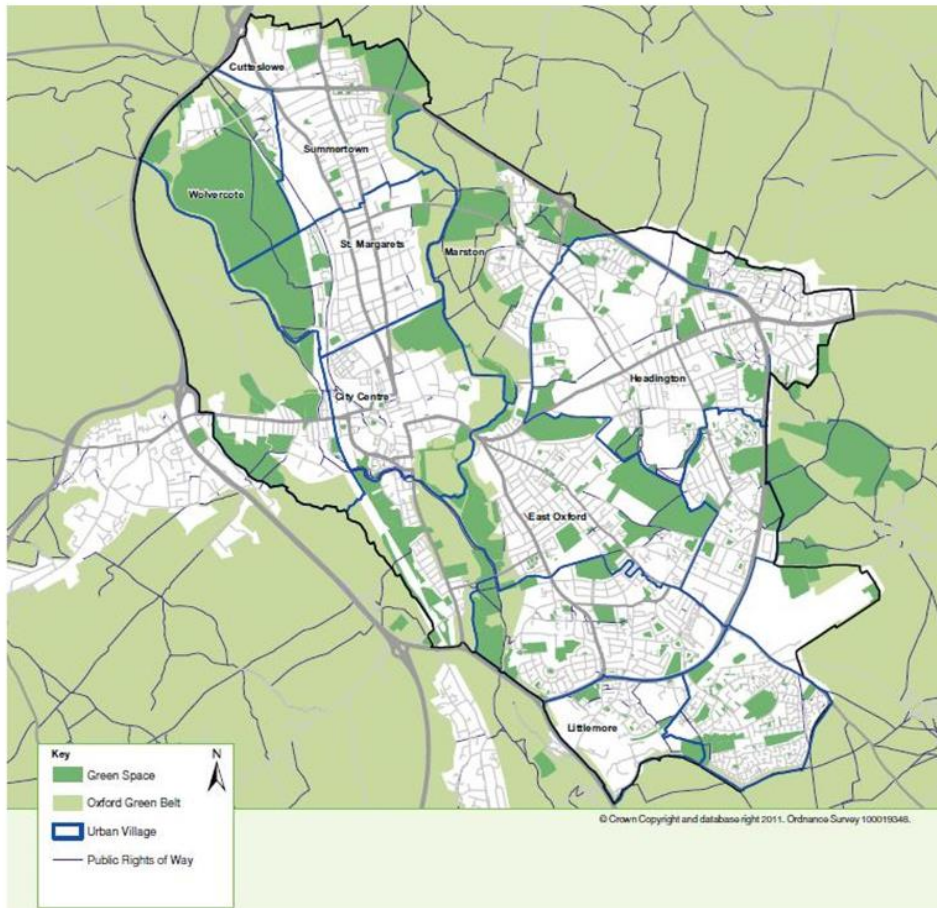 Cutteslowe
Summertown
Wolvercote
St. Margarets
Marston
Headington
City Centre
East Oxford
Littlemore
Key
N
Green Space
Oxford Green Belt
Urban Village
Public Rights of Way
© Crown Copyright and database right 2011. Ordnance Survey 100019348.